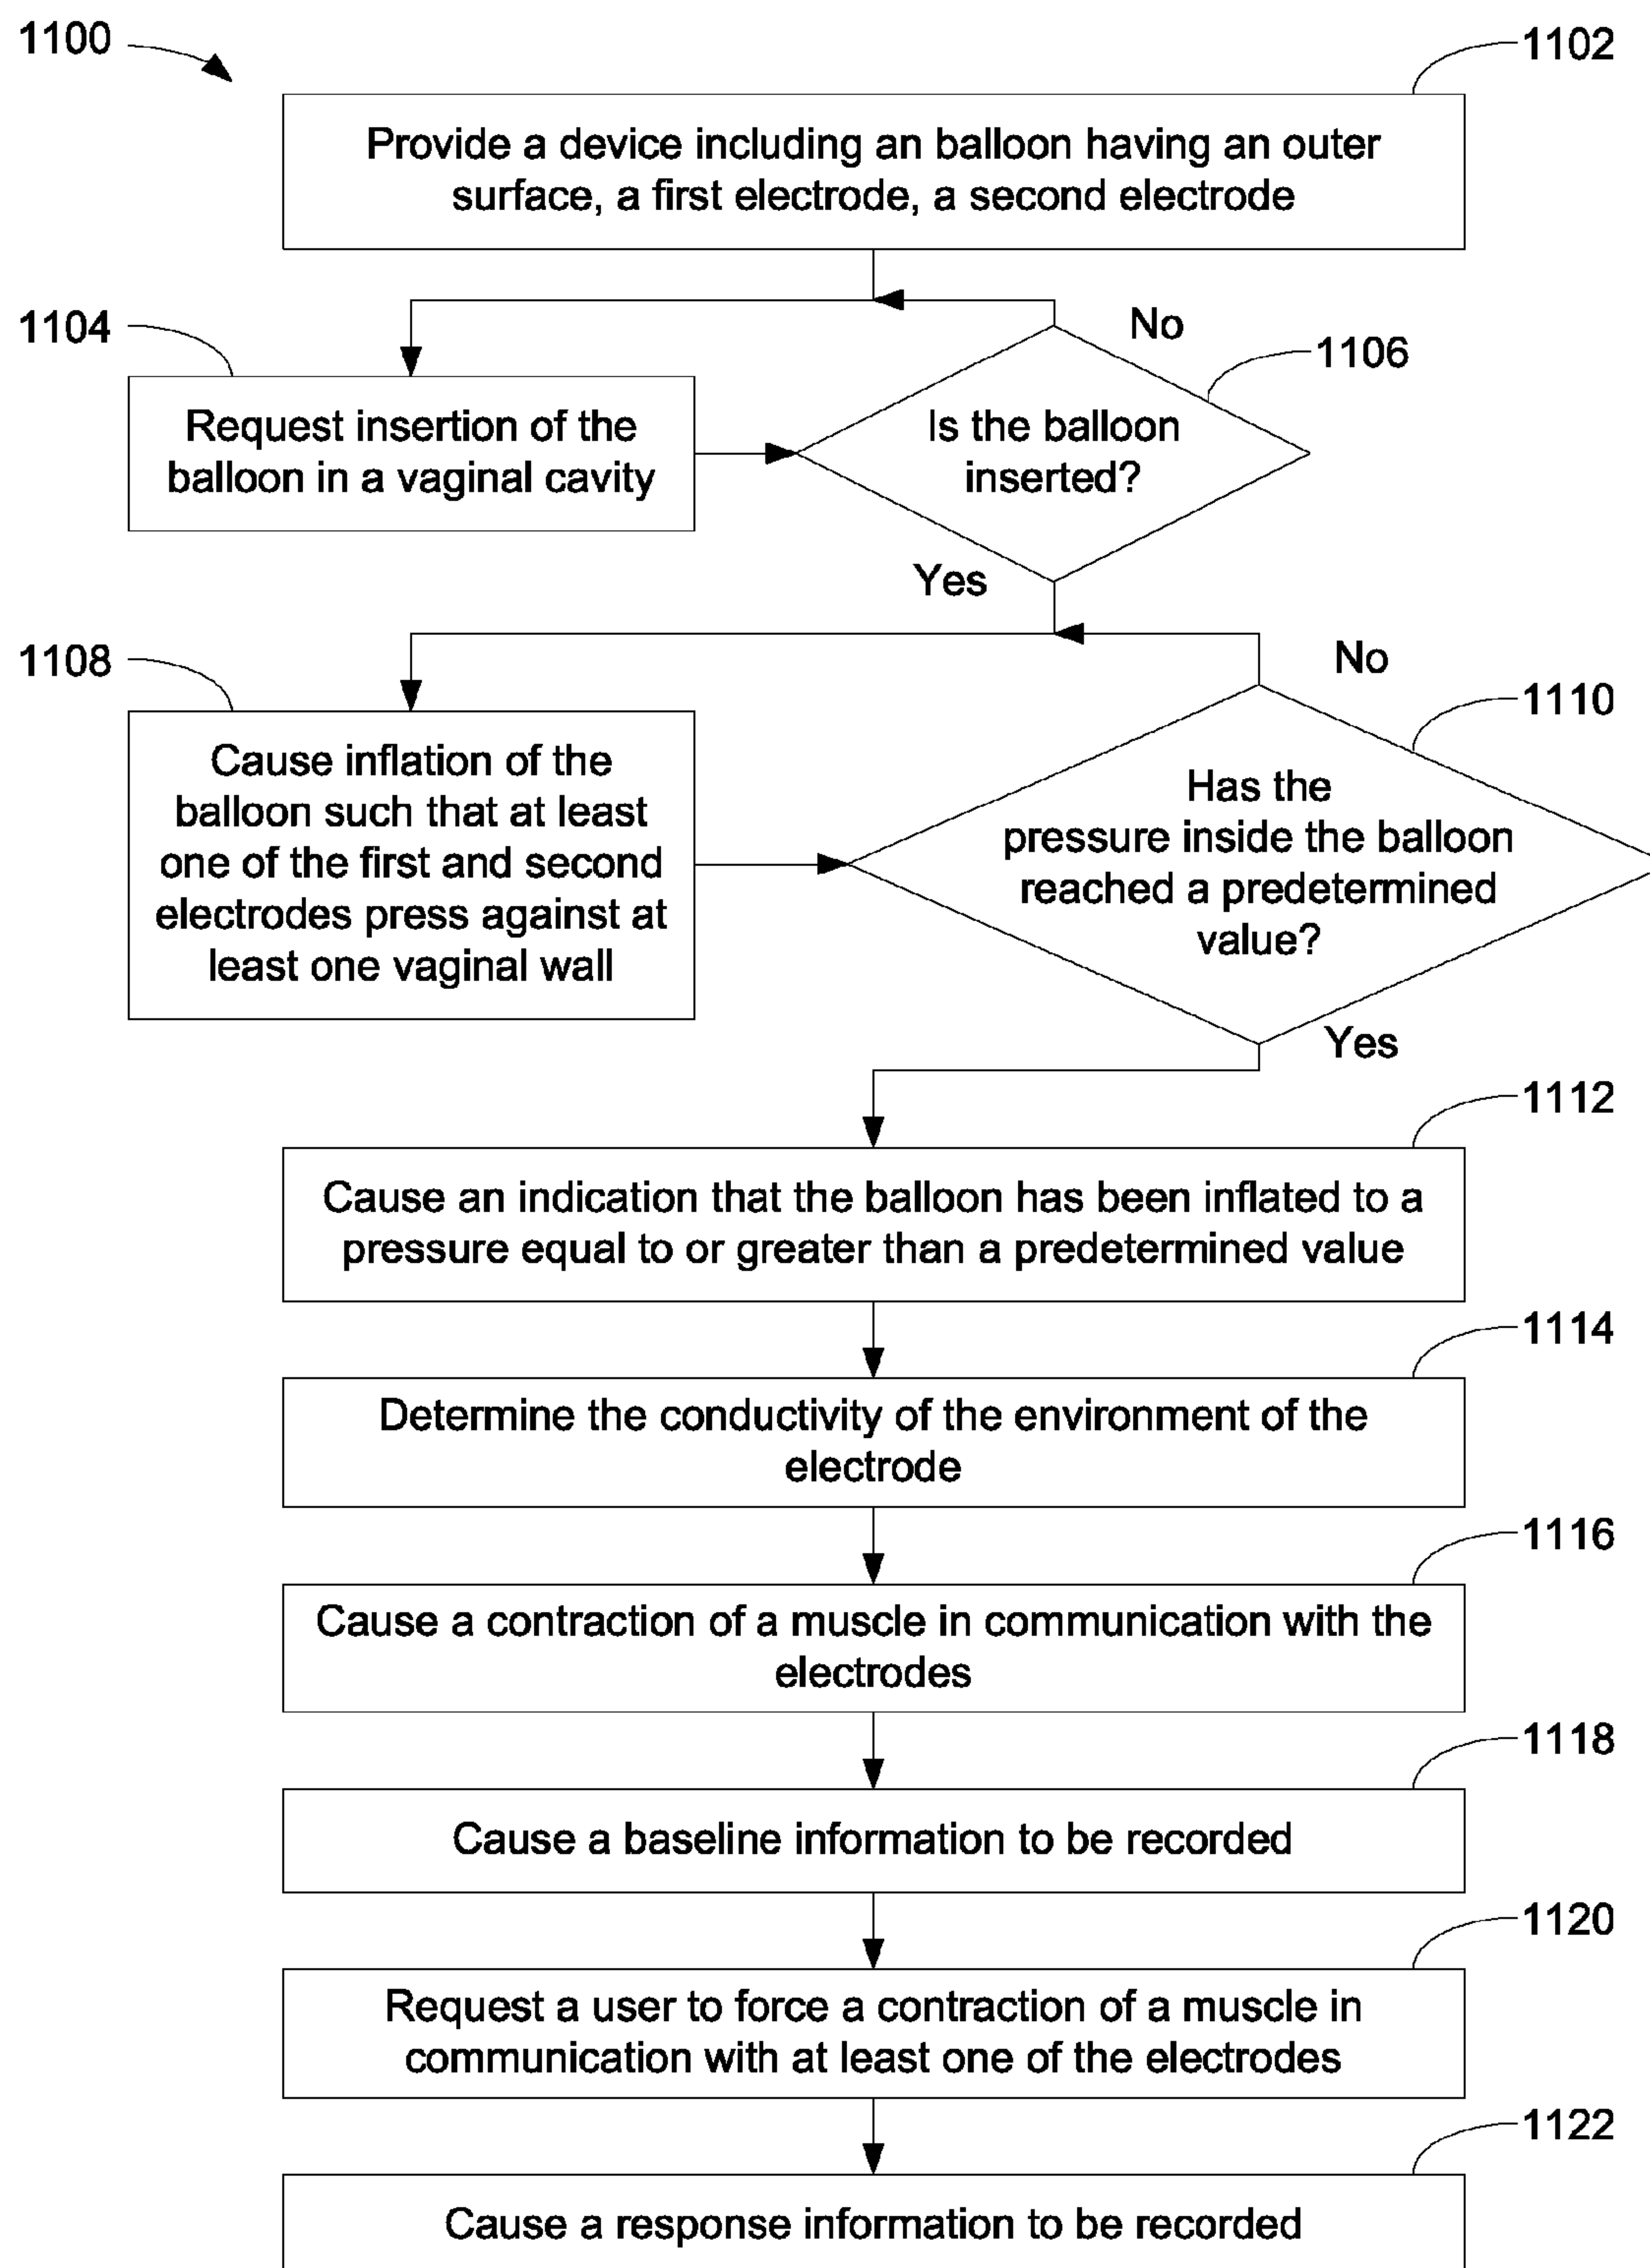 1100
1102
Provide a device including an balloon having an outer
surface, a first electrode, a second electrode
1104
No
1106
Request insertion of the
balloon in a vaginal cavity
Is the balloon
inserted?
Yes
1108
No
1110
Cause inflation of the
balloon such that at least
one of the first and second
electrodes press against at
least one vaginal wall
Has the
pressure inside the balloon
reached a predetermined
value?
Yes
1112
Cause an indication that the balloon has been inflated to a
pressure equal to or greater than a predetermined value
1114
Determine the conductivity of the environment of the
electrode
1116
Cause a contraction of a muscle in communication with the
electrodes
1118
Cause a baseline information to be recorded
1120
Request a user to force a contraction of a muscle in
communication with at least one of the electrodes
1122
Cause a response information to be recorded